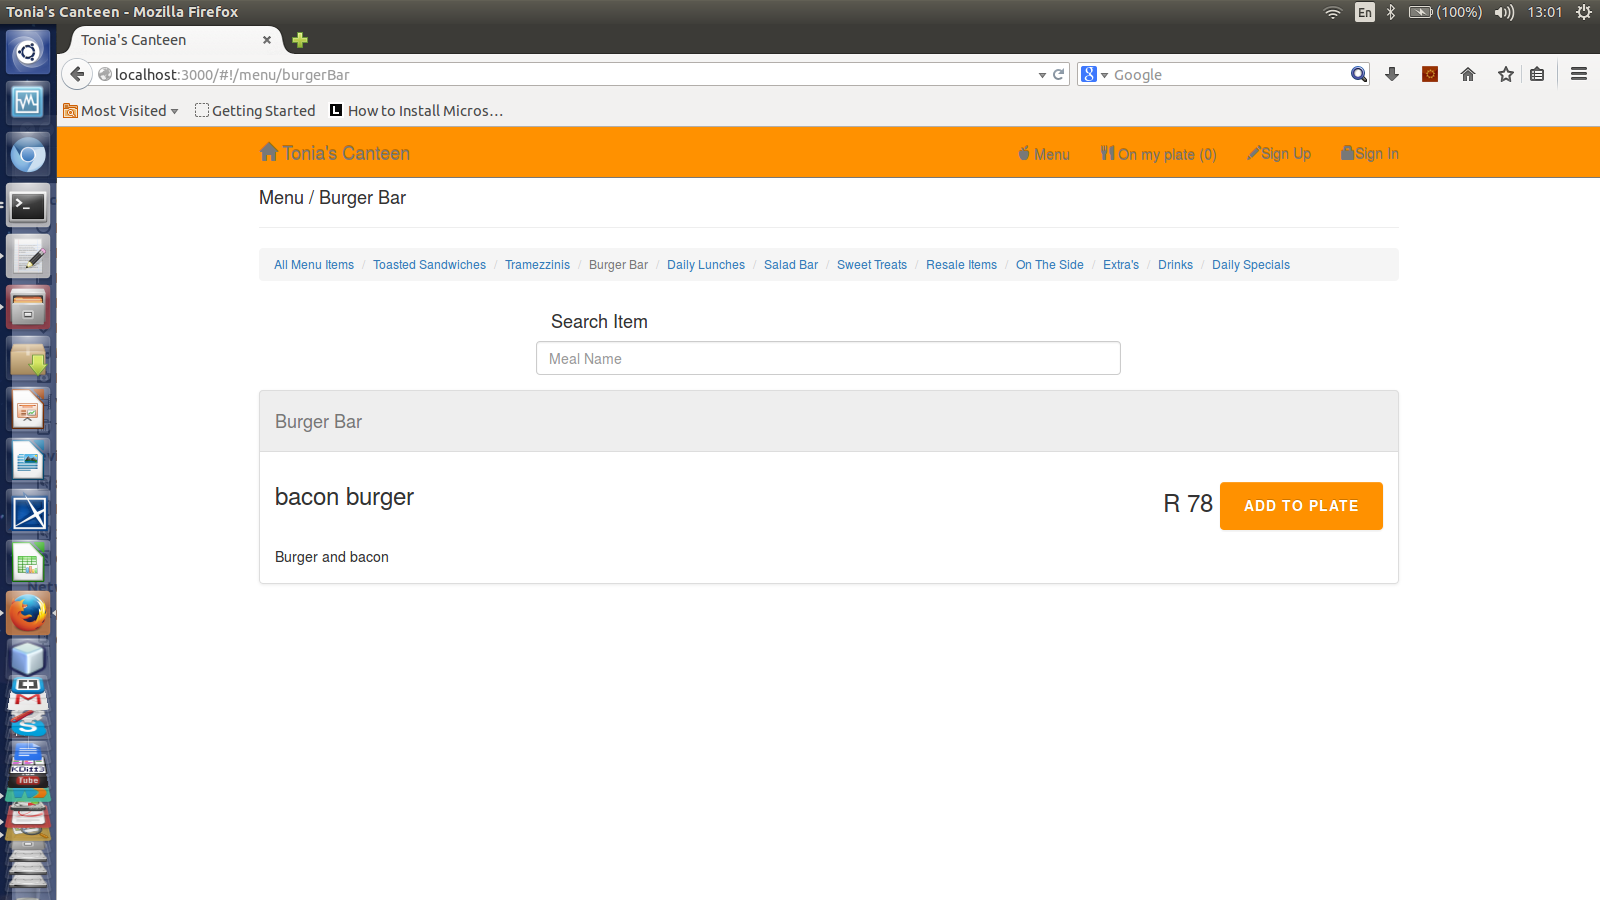 Tonia's Canteen - Mozilla Firefox
En
(100%)
13:01
Tonia's Canteen
localhost:3000/#!/menu/burgerBar
Google
Most Visited
Getting Started
How to Install Micros...
Tonia's Canteen
Menu
On my plate (0)
Sign Up
Sign In
Menu / Burger Bar
All Menu Items / Toasted Sandwiches / Tramezzinis / Burger Bar / Daily Lunches / Salad Bar / Sweet Treats / Resale Items / On The Side / Extra's / Drinks / Daily Specials
Search Item
Meal Name
Burger Bar
bacon burger
R 78
ADD TO PLATE
Burger and bacon
Tube